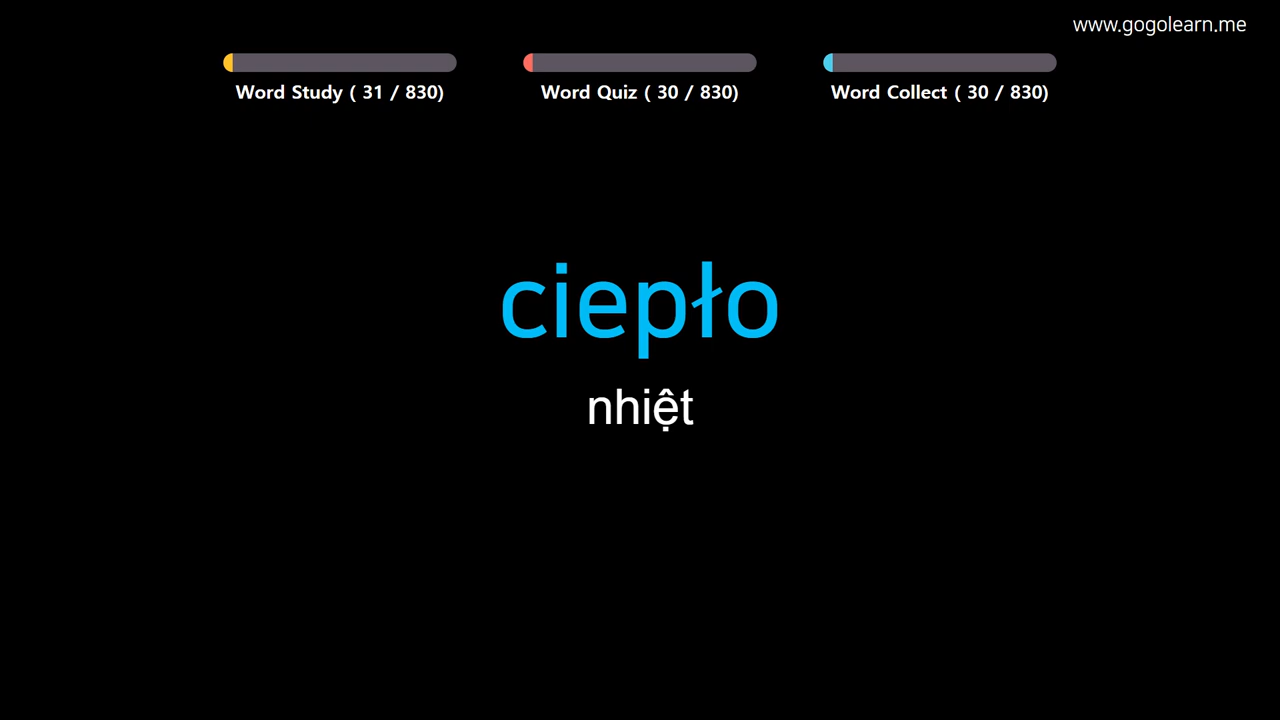 www.gogolearn.me
Word Study ( 31 / 830)
Word Quiz ( 30 / 830)
Word Collect ( 30 / 830)
ciepło
nhiệt